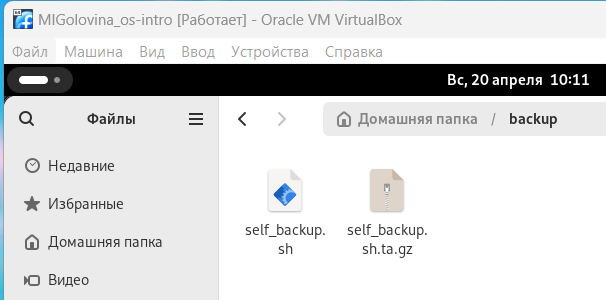 MIGolovina_os-intro [Работает] - Oracle VM VirtualBox
Файл Машина Вид Ввод Устройства Справка
Вс, 20 апреля 10:11
Файлы
Домашняя папка / backup
Недавние
Избранные
Домашняя папка
Видео
self_backup.
sh
self_backup.
sh.ta.gz